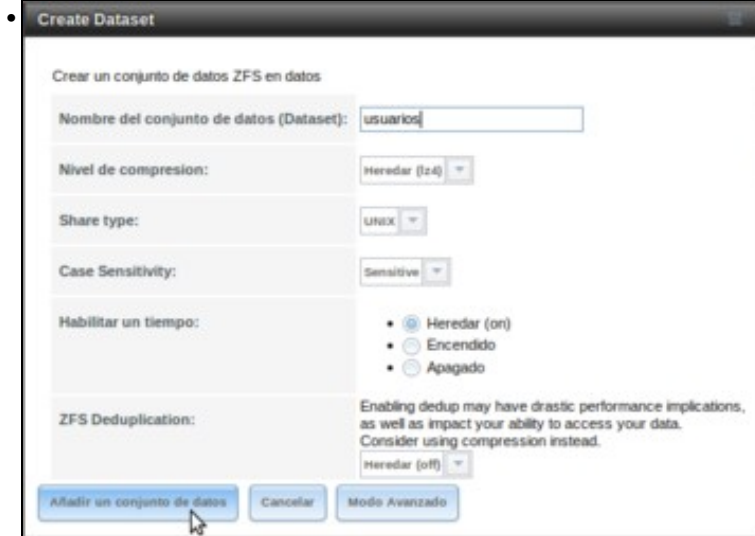 Create Dataset
Crear un conjunto de datos ZFS en datos
Nombre del conjunto de datos (Dataset): usuarios
Nivel de compresion: Heredar (lz4)
Share type: UNIX
Case Sensitivity: Sensitive
Habilitar un tiempo:
Heredar (on)
Encendido
Apagado
ZFS Deduplication:
Enabling dedup may have drastic performance implications,
as well as impact your ability to access your data.
Consider using compression instead.
Heredar (off)
Añadir un conjunto de datos Cancelar Modo Avanzado